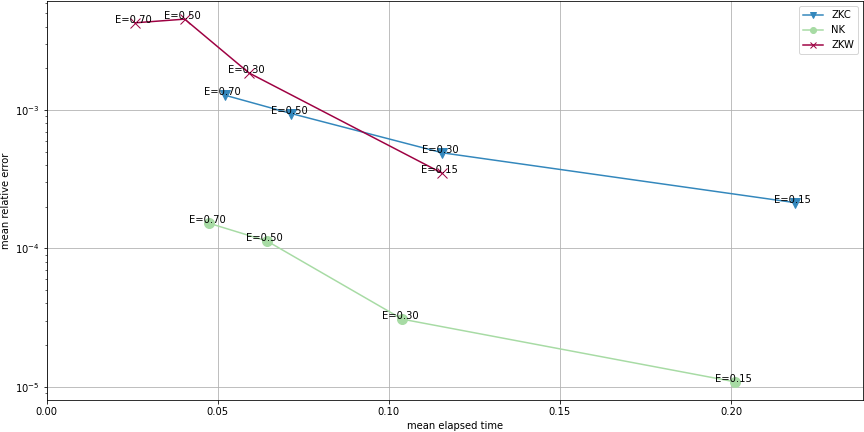 ZKC
NK
ZKW
E=0.70
E=0.50
E=0.30
E=0.70
E=0.50
E=0.30
E=0.15
E=0.15
E=0.70
E=0.50
E=0.30
E=0.15
10⁻³
10⁻⁴
10⁻⁵
mean relative error
0.00
0.05
0.10
0.15
0.20
mean elapsed time